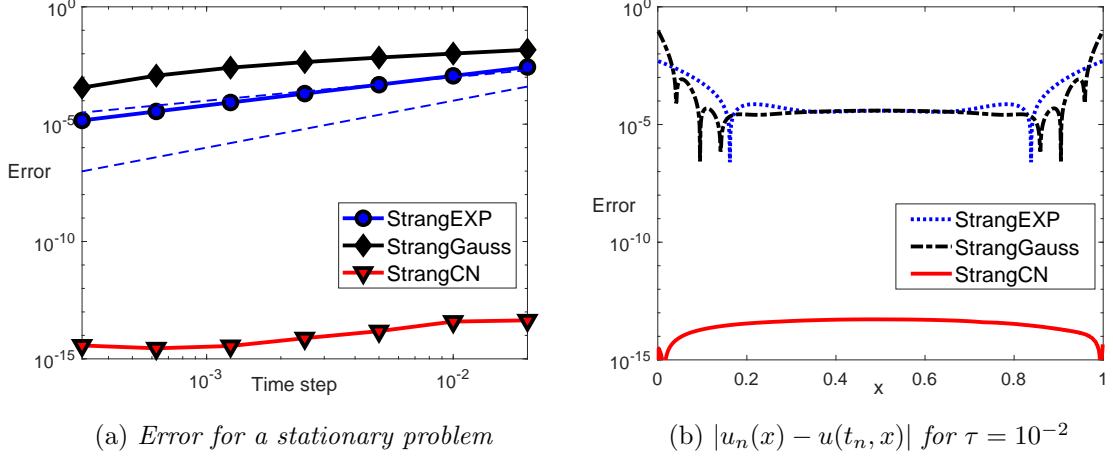 10^0
10^-5
Error
10^-10
10^-15
StrangEXP
StrangGauss
StrangCN
10^-3
Time step
10^-2
(a) Error for a stationary problem
10^0
10^-5
Error
10^-10
10^-15
StrangEXP
StrangGauss
StrangCN
0
0.2
0.4
0.6
0.8
1
x
(b) |u_n(x) − u(t_n, x)| for τ = 10^-2